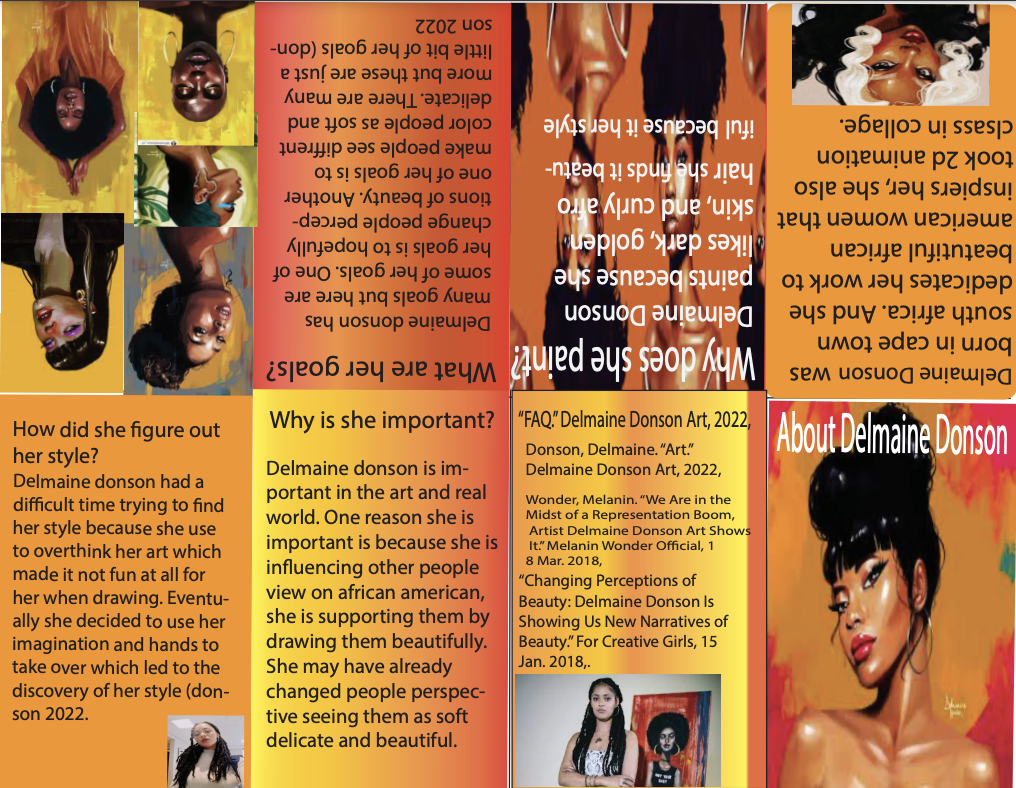 Delmaine Donson was
born in cape town
south africa. And she
dedicates her work to
beatutiful african
american women that
inspiers her, she also
took 2d animation
clsass in collage.
Why does she paint?
Delmaine Donson
paints because she
likes dark, golden
skin, and curly afro
hair she finds it beatu-
iful because it her style
What are her goals?
Delmaine donson has
many goals but here are
some of her goals. One of
her goals is to hopefully
change people percep-
tions of beauty. Another
one of her goals is to
make people see diffrent
color people as soft and
delicate. There are many
more but these are just a
little bit of her goals (don-
son 2022
How did she figure out
her style?
Delmaine donson had a
difficult time trying to find
her style because she use
to overthink her art which
made it not fun at all for
her when drawing. Eventu-
ally she decided to use her
imagination and hands to
take over which led to the
discovery of her style (don-
son 2022.
Why is she important?
Delmaine donson is im-
portant in the art and real
world. One reason she is
important is because she is
influencing other people
view on african american,
she is supporting them by
drawing them beautifully.
She may have already
changed people perspec-
tive seeing them as soft
delicate and beautiful.
“FAQ.” Delmaine Donson Art, 2022,
Donson, Delmaine. “Art.”
Delmaine Donson Art, 2022,
Wonder, Melanin. “We Are in the
Midst of a Representation Boom,
Artist Delmaine Donson Art Shows
It.” Melanin Wonder Official, 1
8 Mar. 2018,
“Changing Perceptions of
Beauty: Delmaine Donson Is
Showing Us New Narratives of
Beauty.” For Creative Girls, 15
Jan. 2018,.
About Delmaine Donson